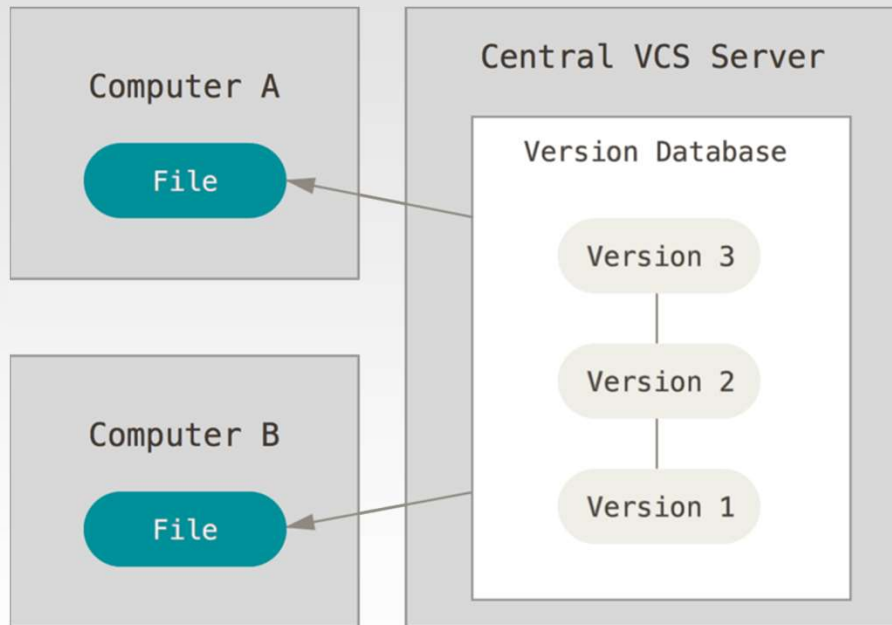 Computer A
File
Computer B
File
Central VCS Server
Version Database
Version 3
Version 2
Version 1